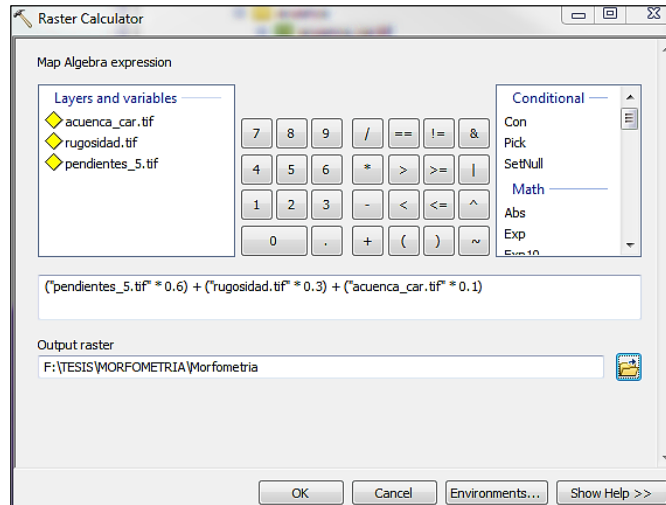 Raster Calculator
Map Algebra expression
Layers and variables
acuenca_car.tif
rugosidad.tif
pendientes_5.tif
7 8 9 / == != &
4 5 6 * > >= |
1 2 3 - < <= ^
0 . + ( ) ~
Conditional
Con
Pick
SetNull
Math
Abs
Exp
Exp10
("pendientes_5.tif" * 0.6) + ("rugosidad.tif" * 0.3) + ("acuenca_car.tif" * 0.1)
Output raster
F:\TESIS\MORFOMETRIA\Morfometria
OK Cancel Environments... Show Help >>